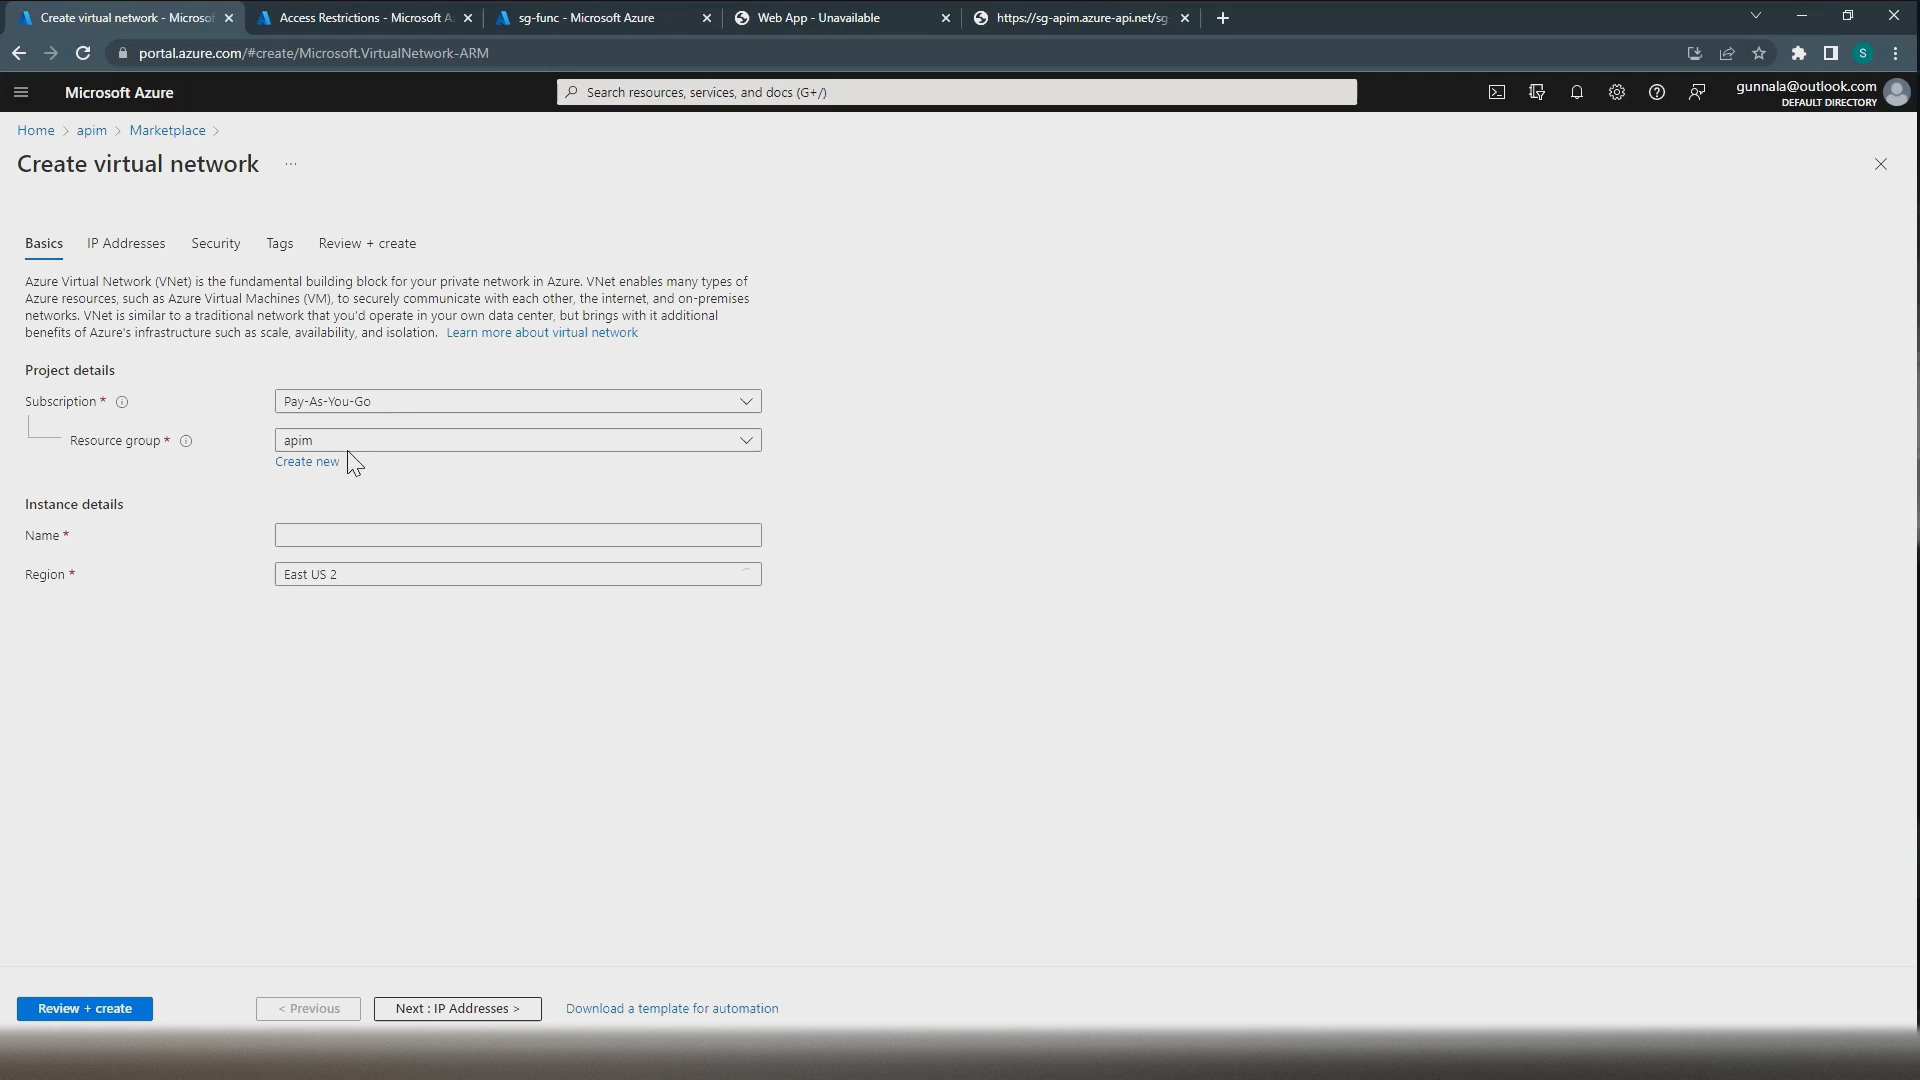 Create virtual network - Microsof
Access Restrictions - Microsoft A
sg-func - Microsoft Azure
Web App - Unavailable
https://sg-apim.azure-api.net/sg
portal.azure.com/#create/Microsoft.VirtualNetwork-ARM
S
Microsoft Azure
Search resources, services, and docs (G+/)
gunnala@outlook.com
DEFAULT DIRECTORY
Home > apim > Marketplace >
Create virtual network ...
Basics
IP Addresses
Security
Tags
Review + create
Azure Virtual Network (VNet) is the fundamental building block for your private network in Azure. VNet enables many types of
Azure resources, such as Azure Virtual Machines (VM), to securely communicate with each other, the internet, and on-premises
networks. VNet is similar to a traditional network that you'd operate in your own data center, but brings with it additional
benefits of Azure's infrastructure such as scale, availability, and isolation. Learn more about virtual network
Project details
Subscription *
Pay-As-You-Go
Resource group *
apim
Create new
Instance details
Name *
Region *
East US 2
Review + create
< Previous
Next : IP Addresses >
Download a template for automation